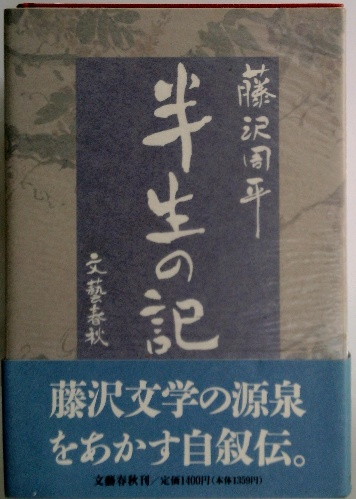 藤沢周平
半生の記
文藝春秋
藤沢文学の源泉
をあかす自叙伝。
文藝春秋刊/定価1400円(本体1359円)